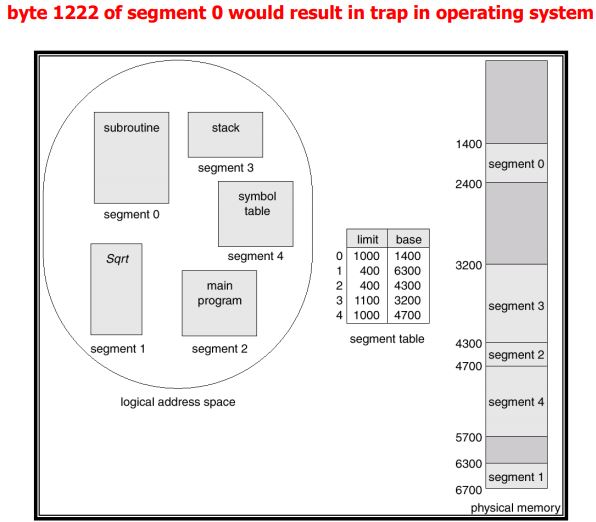 byte 1222 of segment 0 would result in trap in operating system
subroutine
segment 0
stack
segment 3
symbol
table
segment 4
Sqrt
segment 1
main
program
segment 2
logical address space
limit base
0 1000 1400
1 400 6300
2 400 4300
3 1100 3200
4 1000 4700
segment table
1400
segment 0
2400
3200
segment 3
4300
segment 2
4700
segment 4
5700
6300
segment 1
6700
physical memory